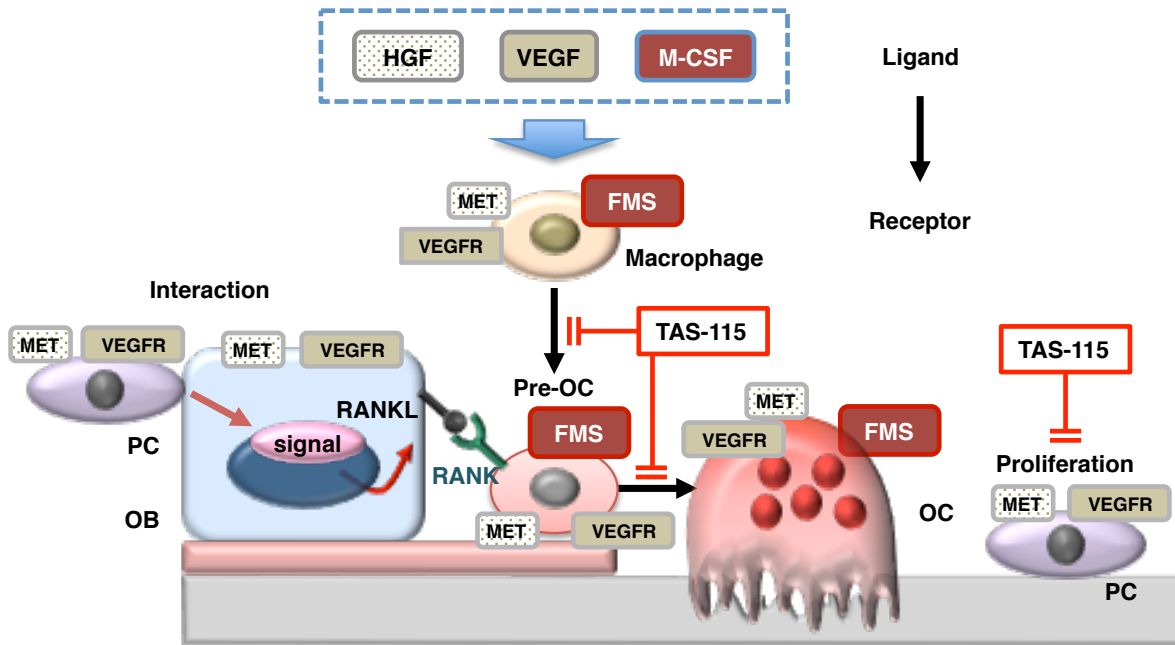 HGF VEGF M-CSF
Ligand
Receptor
MET FMS
VEGFR
Macrophage
Interaction
TAS-115
TAS-115
MET VEGFR
MET VEGFR
Pre-OC
RANKL
FMS
MET
FMS
VEGFR
signal
PC
RANK
Proliferation
OB
OC
MET VEGFR
MET VEGFR
PC